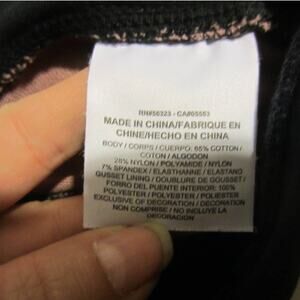 RN#56323 - CA#05553
MADE IN CHINA/FABRIQUE EN
CHINE/HECHO EN CHINA
BODY / CORPS / CUERPO: 65% COTTON /
COTON / ALGODON
28% NYLON / POLYAMIDE / NYLON
7% SPANDEX / ELASTHANNE / ELASTANO
GUSSET LINING / DOUBLURE DE GOUSSET /
FORRO DEL PUENTE INTERIOR: 100%
POLYESTER / POLYESTER / POLIESTER
EXCLUSIVE OF DECORATION / DECORATION
NON COMPRISE / NO INCLUYE LA
DECORACION